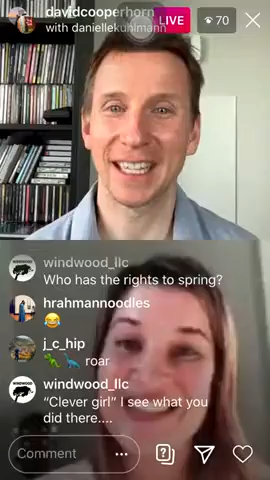 davidcooperhorn
with daniellekuhlmann
LIVE
70
windwood_llc
Who has the rights to spring?
hrahmannoodles
😂
j_c_hip
🦖 🦕 roar
windwood_llc
“Clever girl” I see what you
did there....
Comment